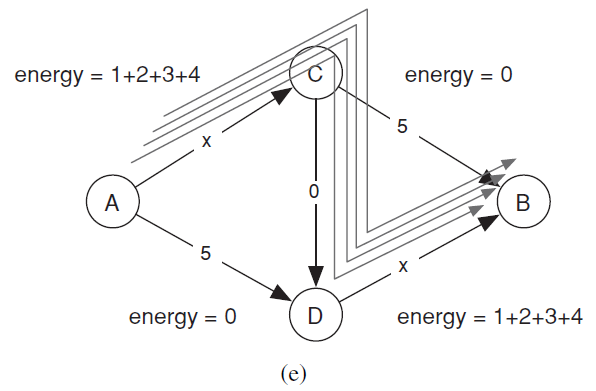 energy = 1+2+3+4
C
energy = 0
5
x
0
A
B
5
x
energy = 0
D
energy = 1+2+3+4
(e)